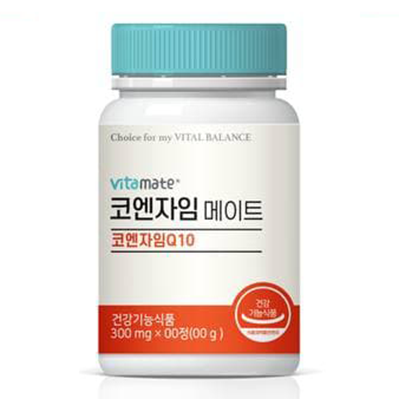 Choice for my VITAL BALANCE
vitamate™
코엔자임 메이트
코엔자임Q10
건강
기능식품
건강기능식품
300 mg × 00정(00 g)